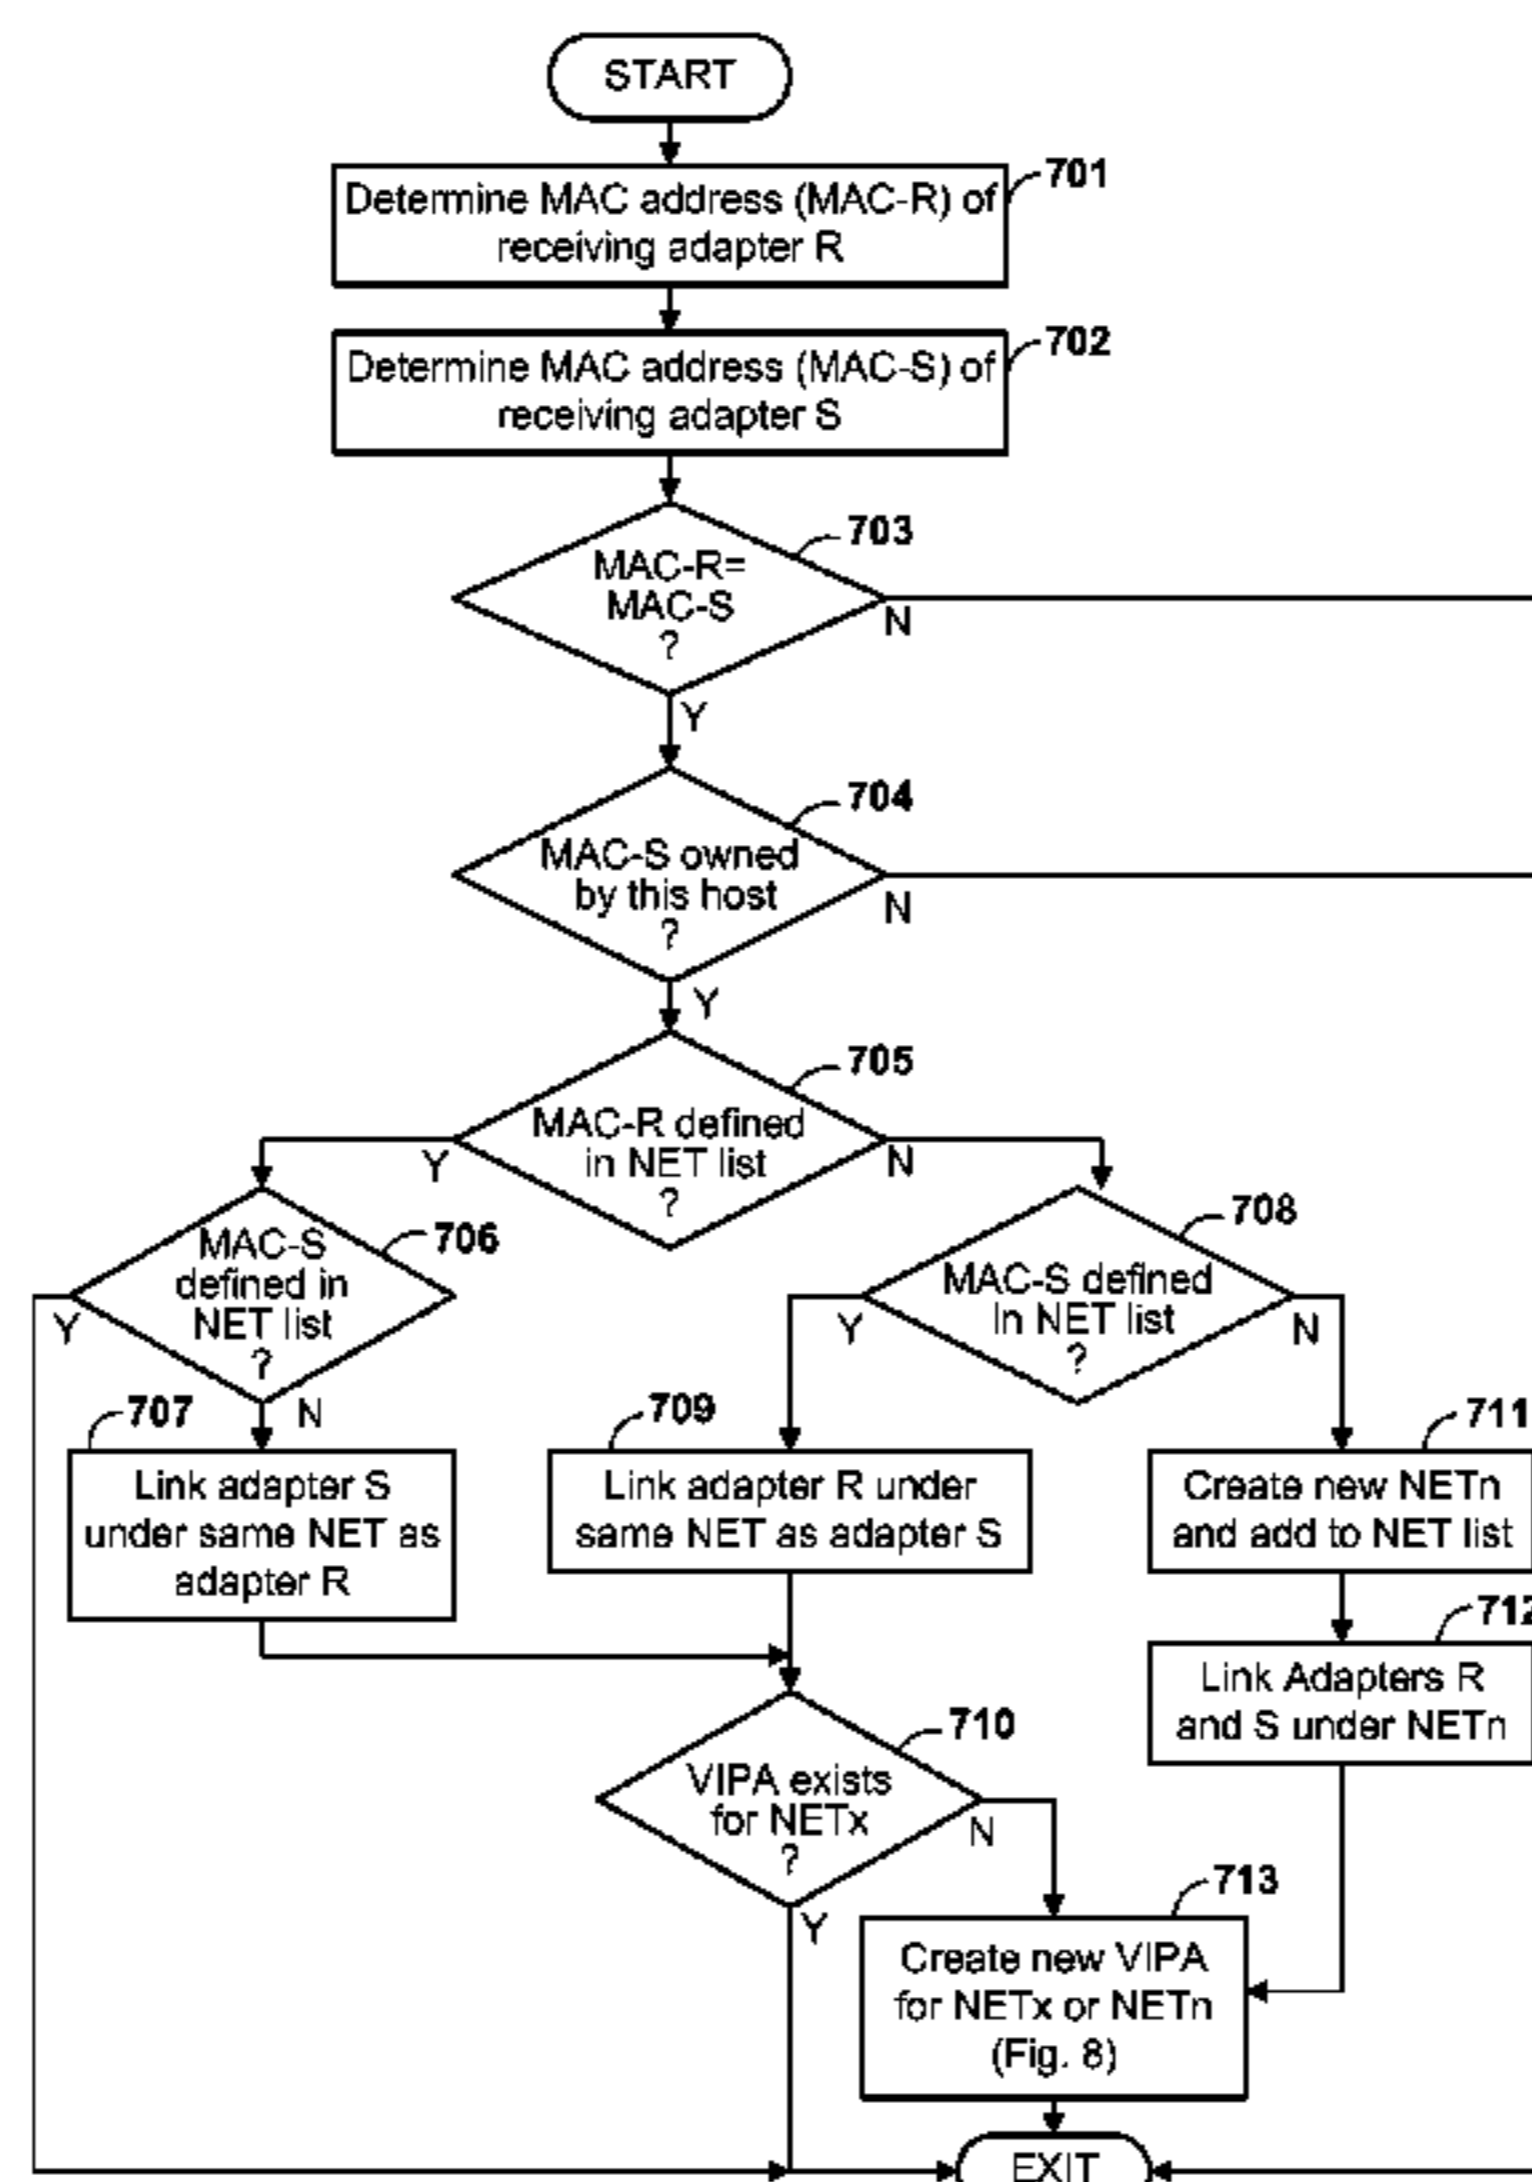 START
701
Determine MAC address (MAC-R) of
receiving adapter R
702
Determine MAC address (MAC-S) of
receiving adapter S
703
MAC-R=
MAC-S
?
N
Y
704
MAC-S owned
by this host
?
N
Y
705
MAC-R defined
in NET list
?
Y
N
706
MAC-S
defined in
NET list
?
Y
N
708
MAC-S defined
in NET list
?
Y
N
707
Link adapter S
under same NET as
adapter R
709
Link adapter R under
same NET as adapter S
711
Create new NETn
and add to NET list
712
Link Adapters R
and S under NETn
710
VIPA exists
for NETx
?
N
Y
713
Create new VIPA
for NETx or NETn
(Fig. 8)
EXIT